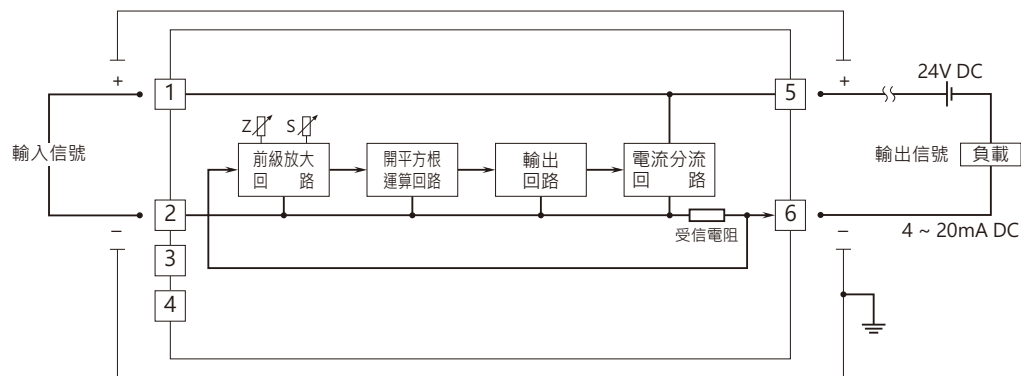 +
+
24V DC
1
5
Z
S
輸入信號
前級放大
回 路
開平方根
運算回路
輸出
回路
電流分流
回 路
輸出信號
負載
2
6
−
受信電阻
−
4 ~ 20mA DC
3
4